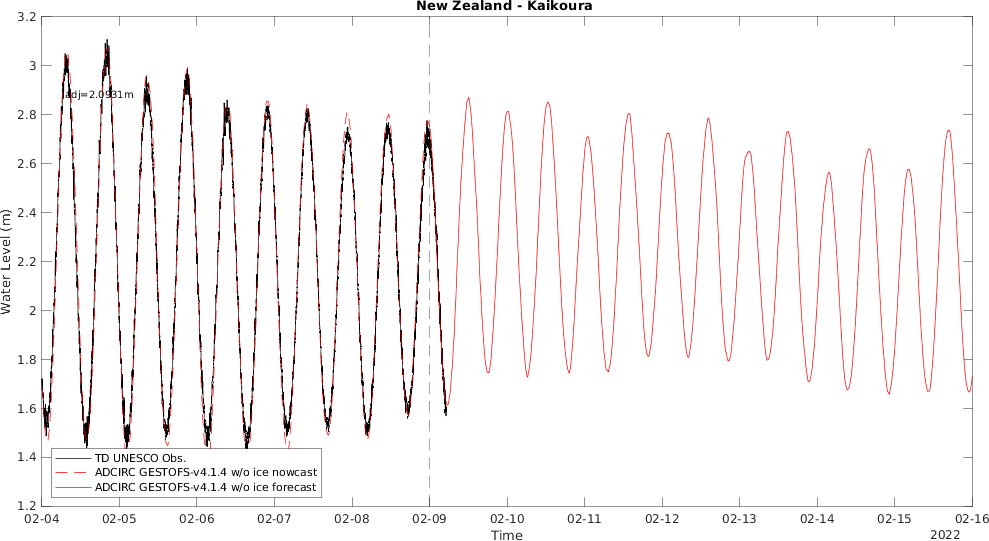 New Zealand - Kaikoura
3.2
3
2.8
2.6
2.4
2.2
2
1.8
1.6
1.4
1.2
Water Level (m)
adj=2.0931m
TD UNESCO Obs.
ADCIRC GESTOFS-v4.1.4 w/o ice nowcast
ADCIRC GESTOFS-v4.1.4 w/o ice forecast
02-04 02-05 02-06 02-07 02-08 02-09 02-10 02-11 02-12 02-13 02-14 02-15 02-16
Time
2022